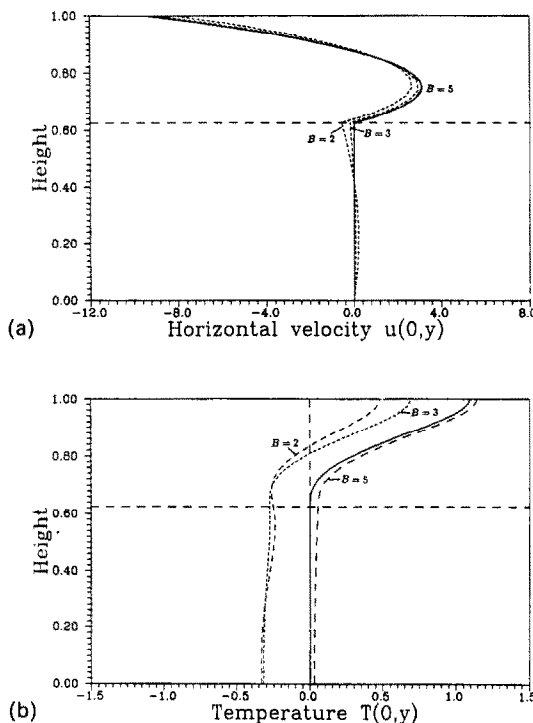 1.00
0.80
0.60
0.40
0.20
0.00
Height
B=5
B=2
B=3
-12.0 -8.0 -4.0 0.0 4.0 8.0
(a) Horizontal velocity u(0,y)
1.00
0.80
0.60
0.40
0.20
0.00
Height
B=2
B=3
B=5
-1.5 -1.0 -0.5 0.0 0.5 1.0 1.5
(b) Temperature T(0,y)